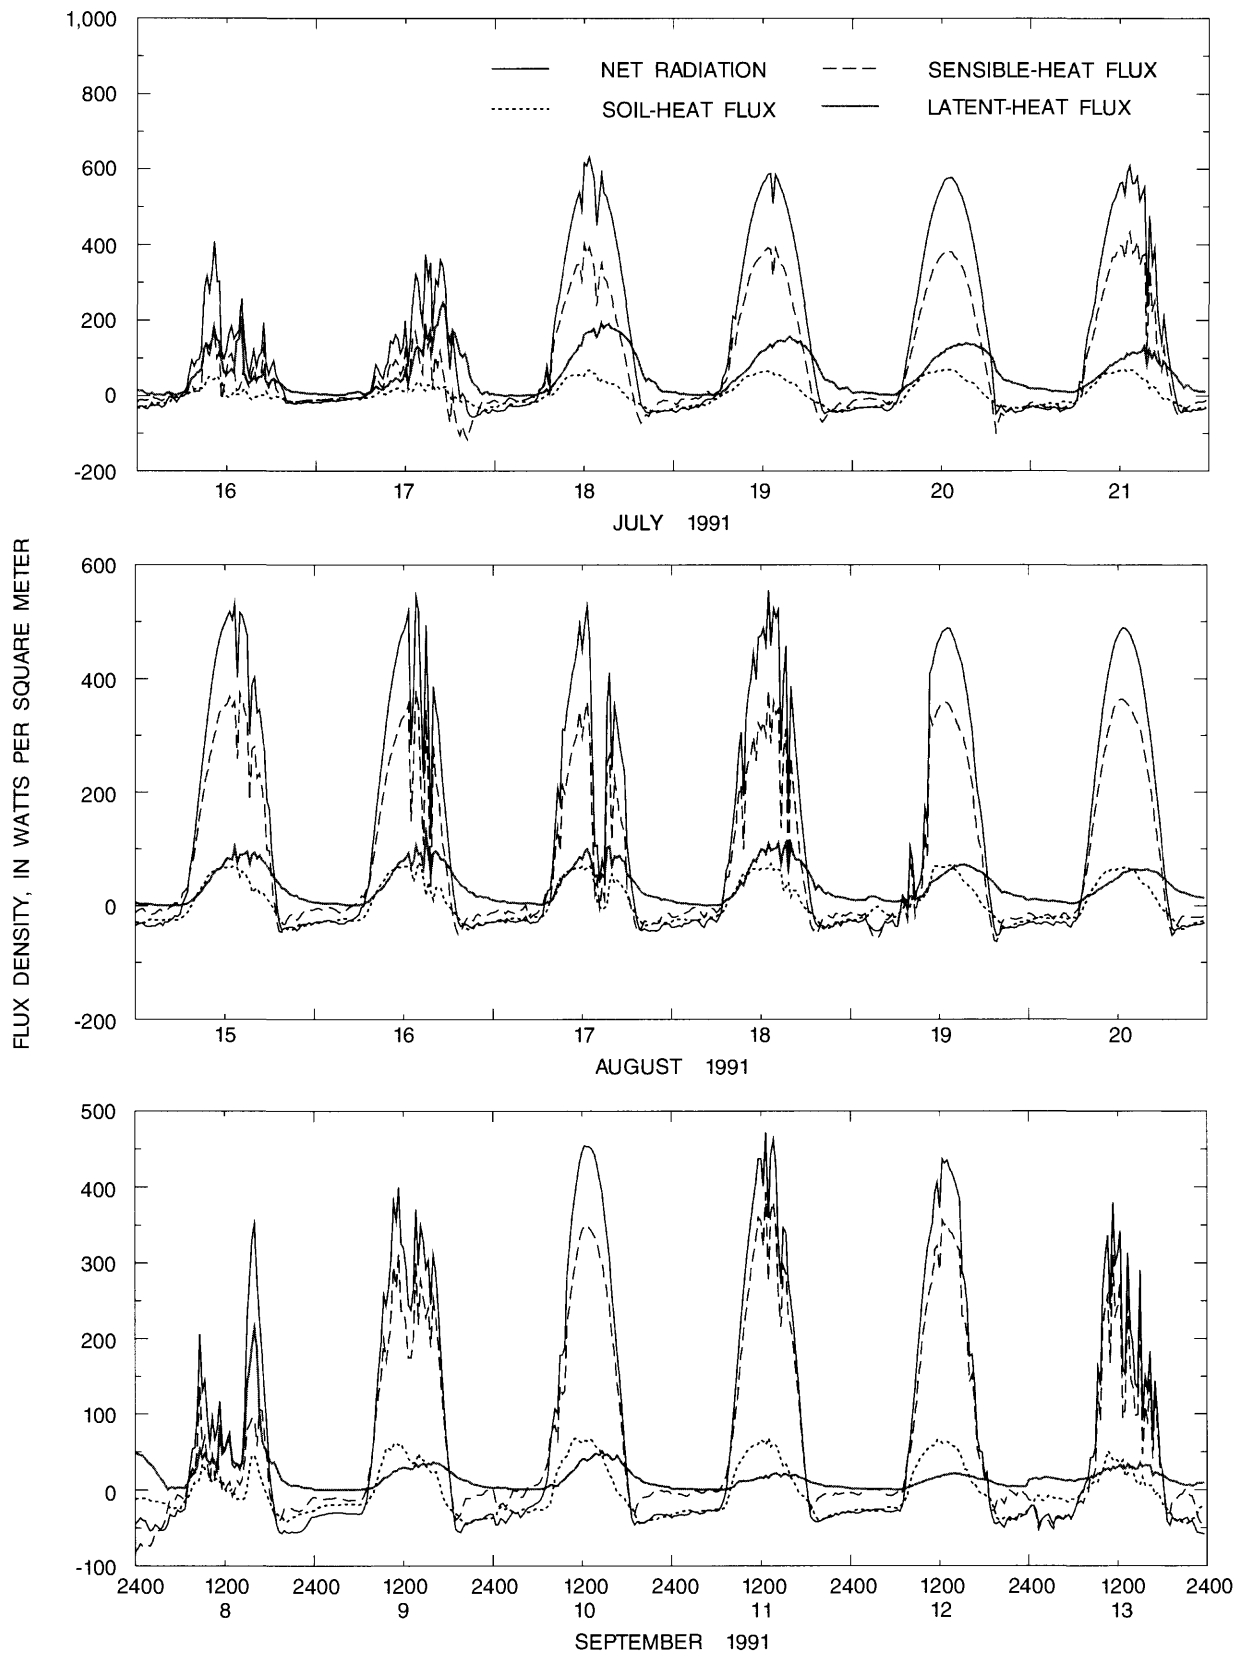 1,000
NET RADIATION SENSIBLE-HEAT FLUX
800
SOIL-HEAT FLUX LATENT-HEAT FLUX
600
400
200
0
-200
16 17 18 19 20 21
JULY 1991
FLUX DENSITY, IN WATTS PER SQUARE METER
600
400
200
0
-200
15 16 17 18 19 20
AUGUST 1991
500
400
300
200
100
0
-100
2400 1200 2400 1200 2400 1200 2400 1200 2400 1200 2400 1200 2400
8 9 10 11 12 13
SEPTEMBER 1991